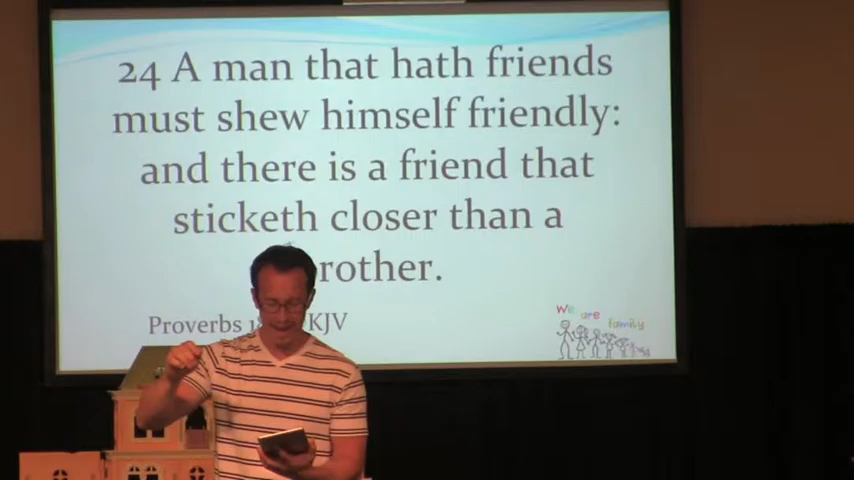 24 A man that hath friends
must shew himself friendly:
and there is a friend that
sticketh closer than a
rother.
Proverbs 1 KJV
We are family